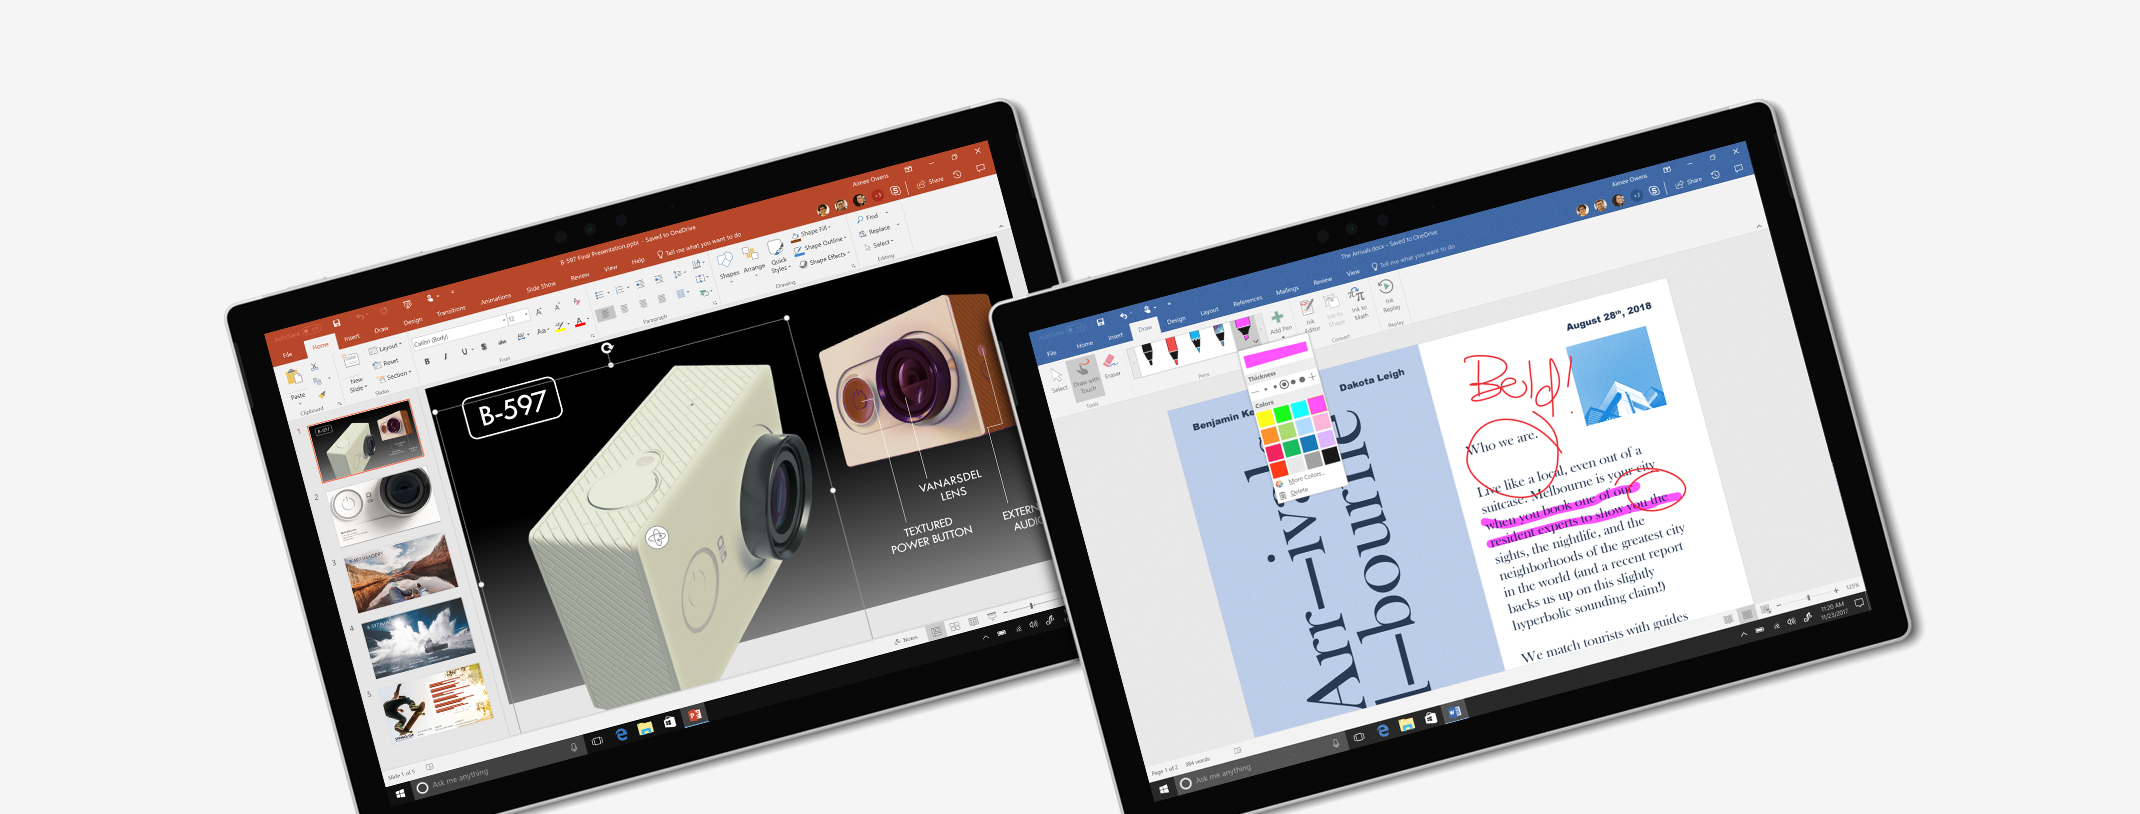 B-597 Final Presentation.pptx - Saved to OneDrive
Aimee Owens
File
Home
Insert
Draw
Design
Transitions
Animations
Slide Show
Review
View
Help
Tell me what you want to do
Share
Paste
Clipboard
New
Slide
Layout
Reset
Section
Slides
Calibri (Body)
12
Font
Paragraph
Shapes
Arrange
Quick
Styles
Shape Fill
Shape Outline
Shape Effects
Drawing
Find
Replace
Select
Editing
1
2
3
4
5
B-597
VANARSDEL
LENS
TEXTURED
POWER BUTTON
EXTERN
AUDIO
Notes
Slide 1 of 5
Ask me anything
The Arrivals.docx - Saved to OneDrive
Aimee Owens
File
Home
Insert
Draw
Design
Layout
References
Mailings
Review
View
Tell me what you want to do
Share
Select
Draw with
Touch
Eraser
Tools
Pens
Add Pen
Ink
Editor
Ink to
Shape
Ink to
Math
Convert
Ink
Replay
Replay
Thickness
Colors
More Colors...
Delete
Benjamin Ke
Dakota Leigh
Arr—ival
l—bourne
August 28th, 2018
Bold!
Who we are.
Live like a local, even out of a
suitcase. Melbourne is your city
when you book one of our
resident experts to show you the
sights, the nightlife, and the
neighborhoods of the greatest city
in the world (and a recent report
backs us up on this slightly
hyperbolic sounding claim!)
We match tourists with guides
Page 1 of 2
384 words
125%
Ask me anything
11:20 AM
11/23/2017